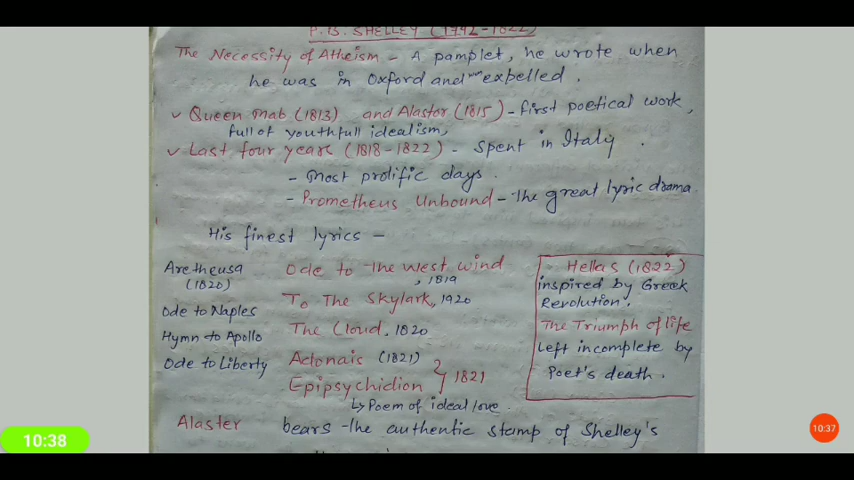 P.B. SHELLEY (1792-1822)
The Necessity of Atheism - A pamplet, he wrote when
he was in Oxford and expelled.
✓ Queen Mab (1813) and Alastor (1815) - first poetical work,
full of youthfull idealism,
✓ Last four years (1818-1822) - Spent in Italy.
- Most prolific days.
- Prometheus Unbound - The great lyric drama
His finest lyrics -
Aretheusa
(1820)
Ode to Naples
Hymn to Apollo
Ode to Liberty
Ode to the West wind
, 1819
To The Skylark, 1920
The Cloud, 1820
Adonais (1821)
Epipsychidion } 1821
↳ Poem of ideal love.
Hellas (1822)
inspired by Greek
Revolution.
The Triumph of life
Left incomplete by
Poet's death.
Alaster bears the authentic stamp of Shelley's
10:38
10:37